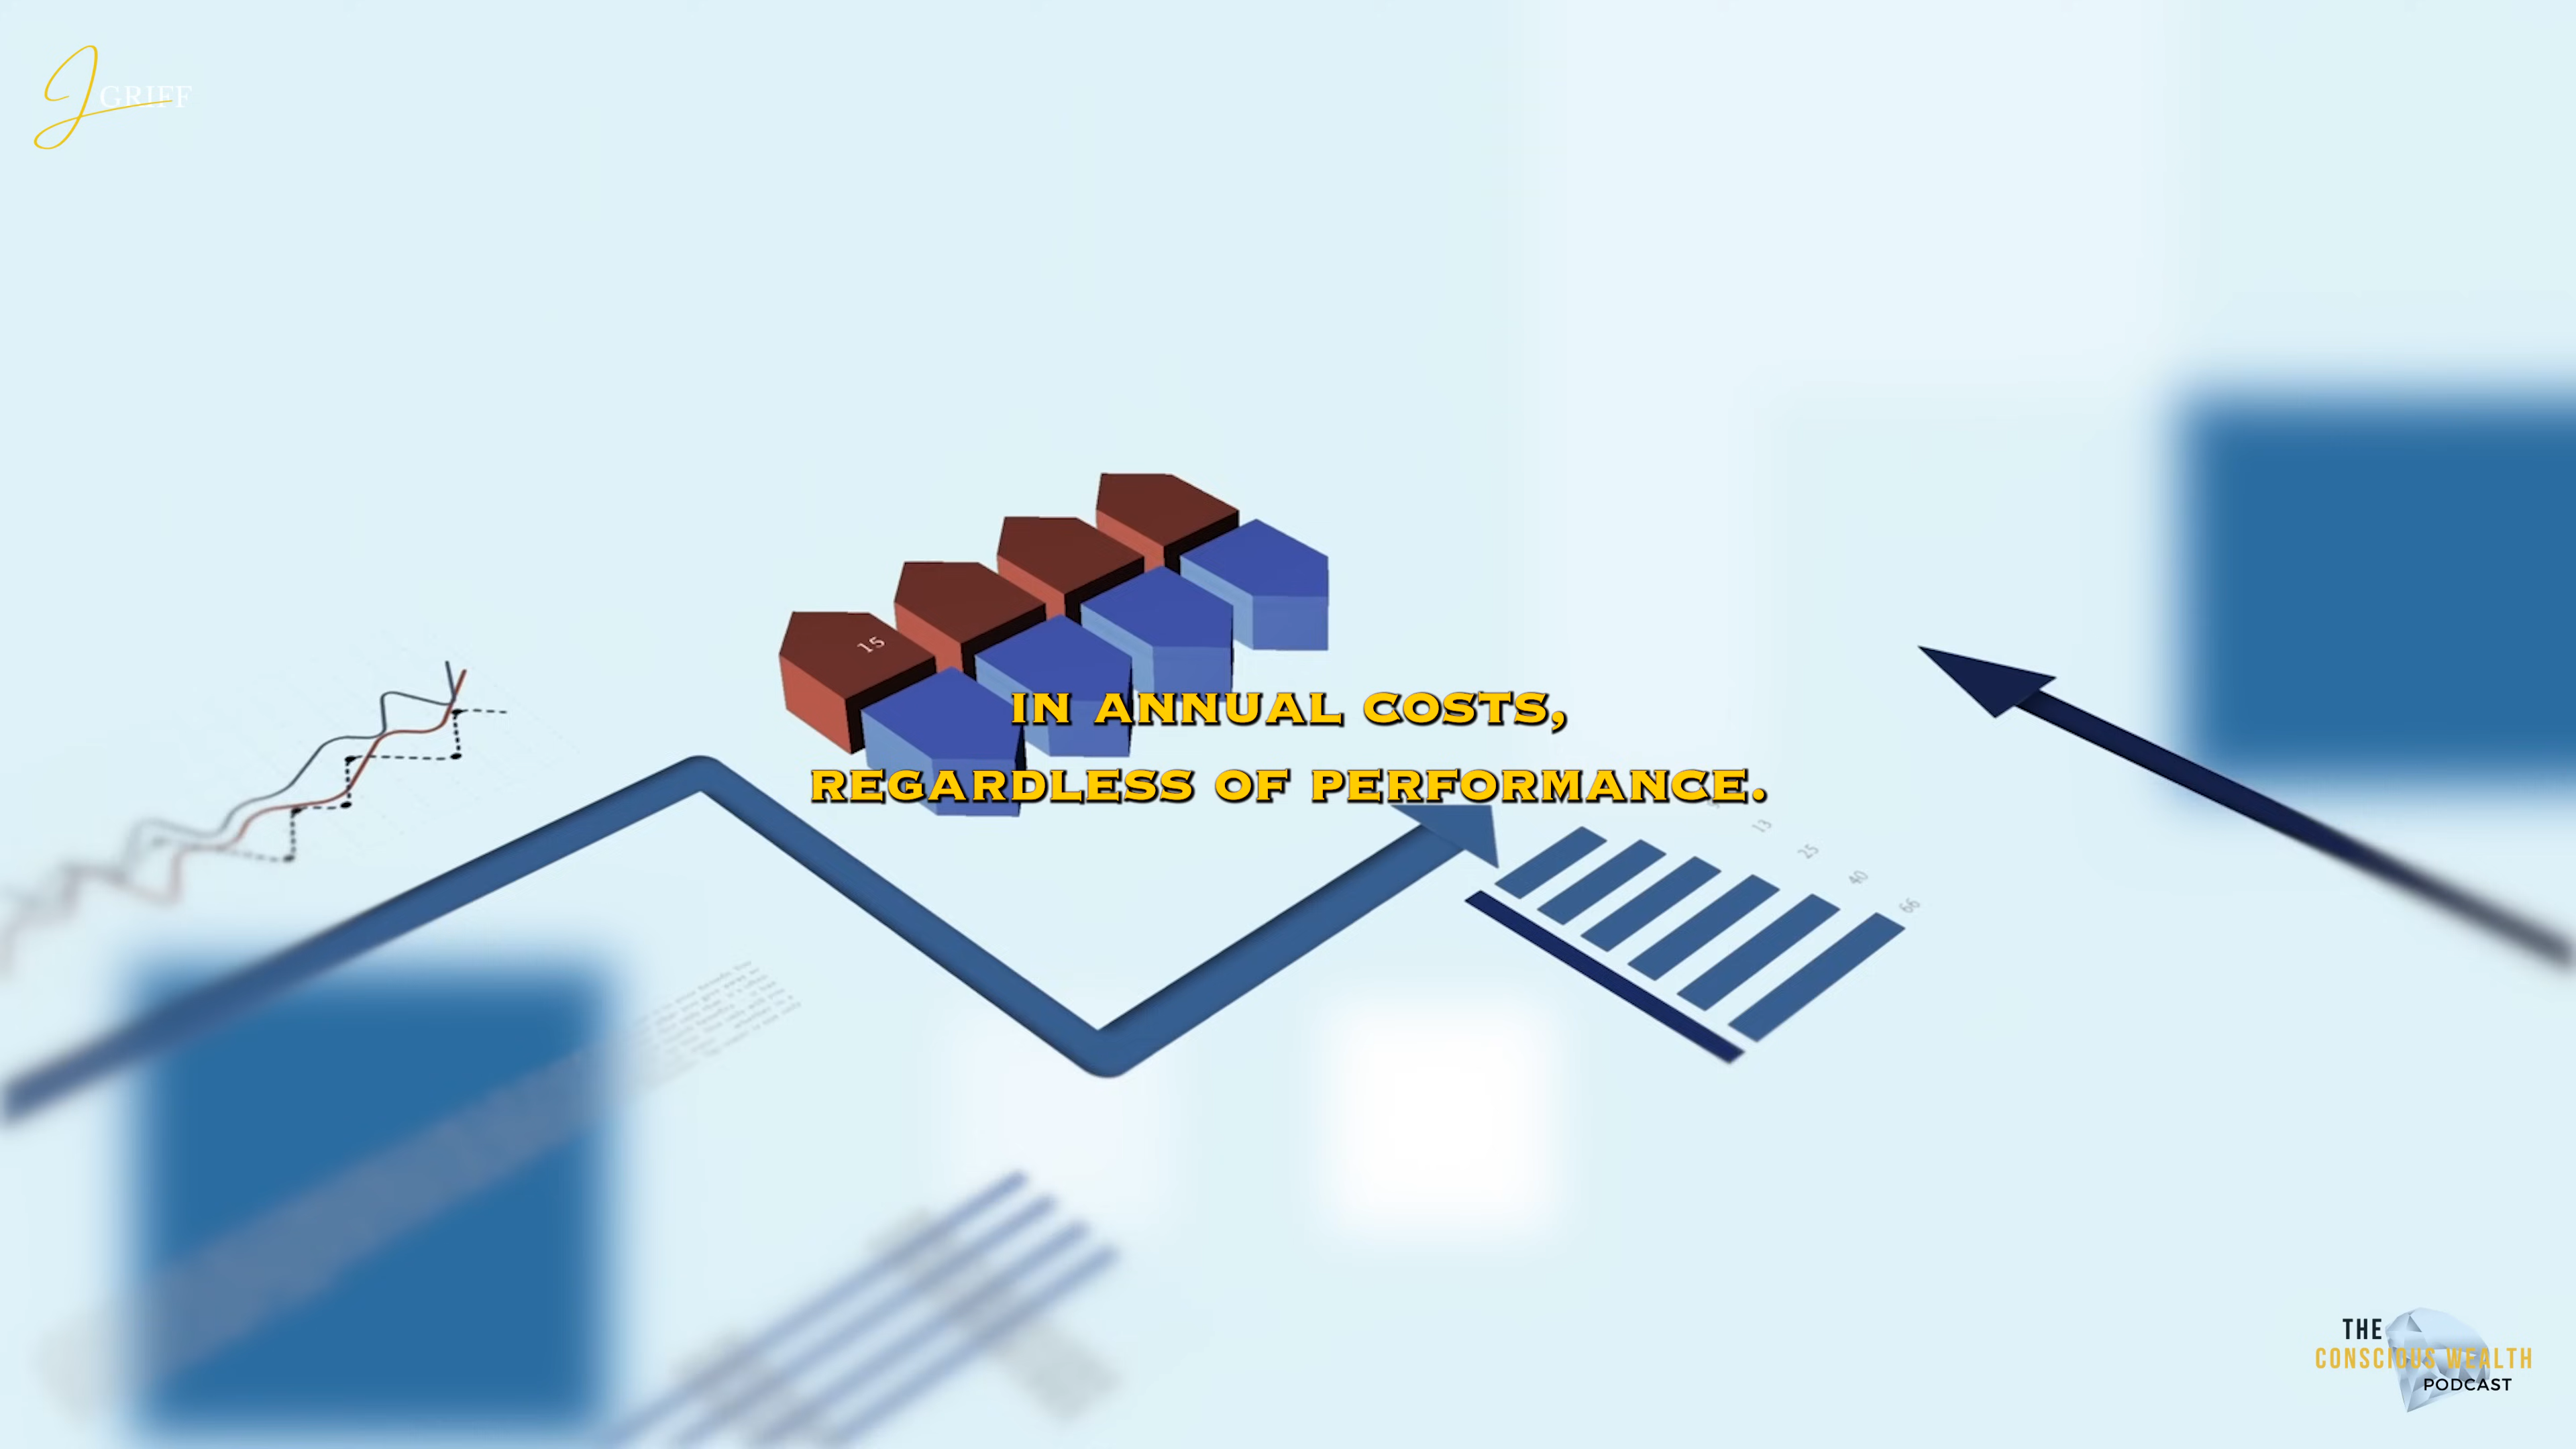 J GRIFF
15
IN ANNUAL COSTS,
REGARDLESS OF PERFORMANCE.
13
25
40
66
THE
CONSCIOUS WEALTH
PODCAST